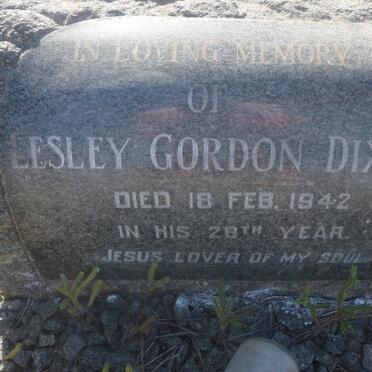 IN LOVING MEMORY
OF
LESLEY GORDON
DIED 18 FEB. 1942
IN HIS 28TH YEAR.
JESUS LOVER OF MY SOUL